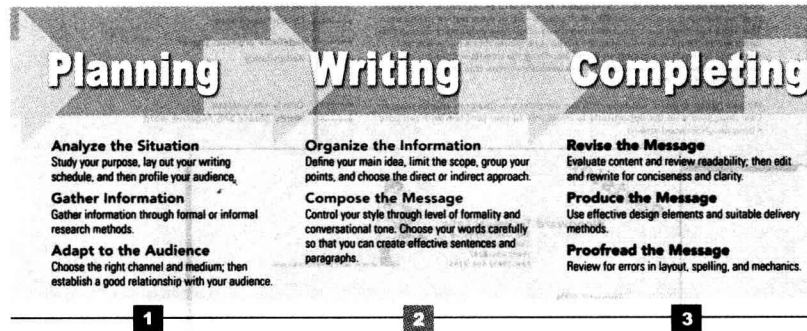 Planning
Analyze the Situation
Study your purpose, lay out your writing
schedule, and then profile your audience.
Gather Information
Gather information through formal or informal
research methods.
Adapt to the Audience
Choose the right channel and medium; then
establish a good relationship with your audience.
1
Writing
Organize the Information
Define your main idea, limit the scope, group your
points, and choose the direct or indirect approach.
Compose the Message
Control your style through level of formality and
conversational tone. Choose your words carefully
so that you can create effective sentences and
paragraphs.
2
Completing
Revise the Message
Evaluate content and review readability; then edit
and rewrite for conciseness and clarity.
Produce the Message
Use effective design elements and suitable delivery
methods.
Proofread the Message
Review for errors in layout, spelling, and mechanics.
3